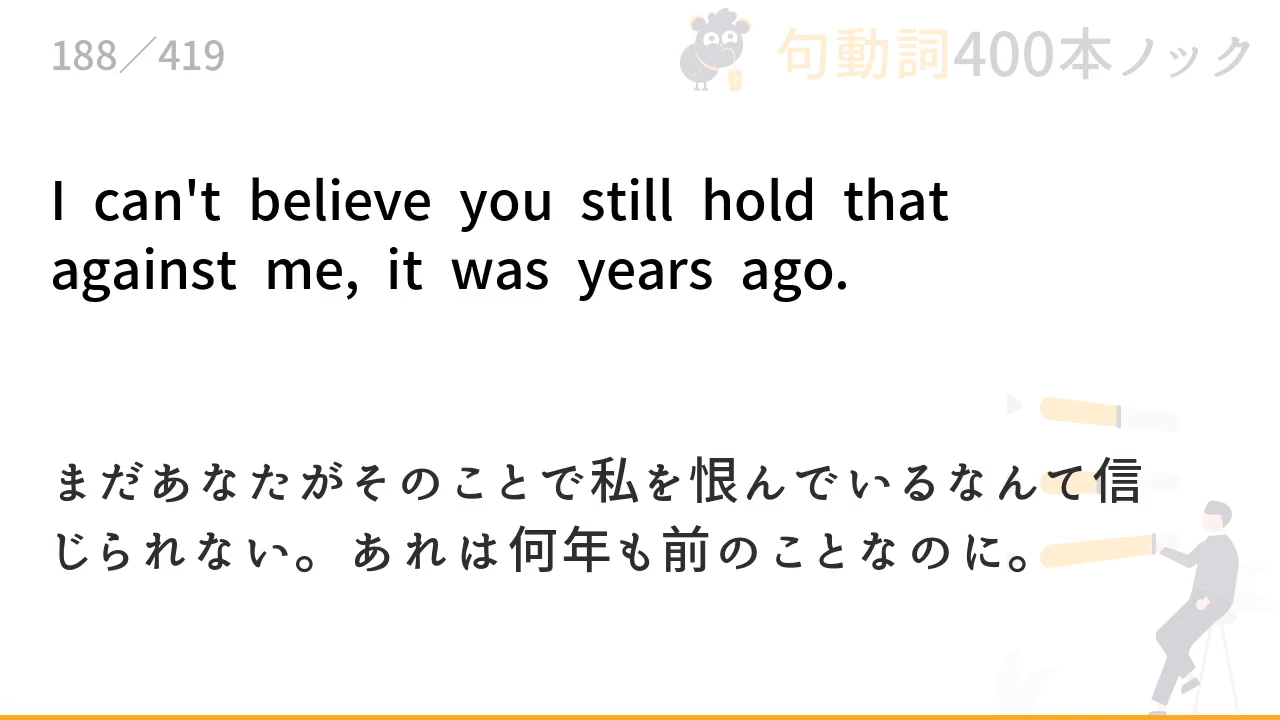 188／419
句動詞400本ノック
I can't believe you still hold that
against me, it was years ago.
まだあなたがそのことで私を恨んでいるなんて信
じられない。あれは何年も前のことなのに。